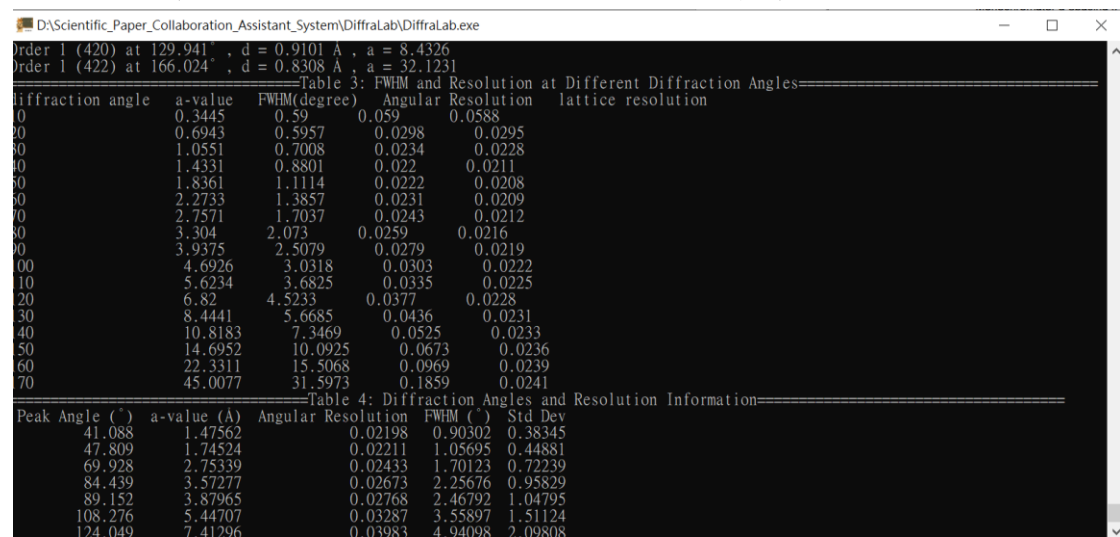 D:\Scientific_Paper_Collaboration_Assistant_System\DiffraLab\DiffraLab.exe
Order 1 (420) at 129.941° , d = 0.9101 Å , a = 8.4326
Order 1 (422) at 166.024° , d = 0.8308 Å , a = 32.1231
==================================Table 3: FWHM and Resolution at Different Diffraction Angles===================================
diffraction angle a-value FWHM(degree) Angular Resolution lattice resolution
10 0.3445 0.59 0.059 0.0588
20 0.6943 0.5957 0.0298 0.0295
30 1.0551 0.7008 0.0234 0.0228
40 1.4331 0.8801 0.022 0.0211
50 1.8361 1.1114 0.0222 0.0208
60 2.2733 1.3857 0.0231 0.0209
70 2.7571 1.7037 0.0243 0.0212
80 3.304 2.073 0.0259 0.0216
90 3.9375 2.5079 0.0279 0.0219
100 4.6926 3.0318 0.0303 0.0222
110 5.6234 3.6825 0.0335 0.0225
120 6.82 4.5233 0.0377 0.0228
130 8.4441 5.6685 0.0436 0.0231
140 10.8183 7.3469 0.0525 0.0233
150 14.6952 10.0925 0.0673 0.0236
160 22.3311 15.5068 0.0969 0.0239
170 45.0077 31.5973 0.1859 0.0241
===================================Table 4: Diffraction Angles and Resolution Information====================================
Peak Angle (°) a-value (Å) Angular Resolution FWHM (°) Std Dev
41.088 1.47562 0.02198 0.90302 0.38345
47.809 1.74524 0.02211 1.05695 0.44881
69.928 2.75339 0.02433 1.70123 0.72239
84.439 3.57277 0.02673 2.25676 0.95829
89.152 3.87965 0.02768 2.46792 1.04795
108.276 5.44707 0.03287 3.55897 1.51124
124.049 7.41296 0.03983 4.94098 2.09808